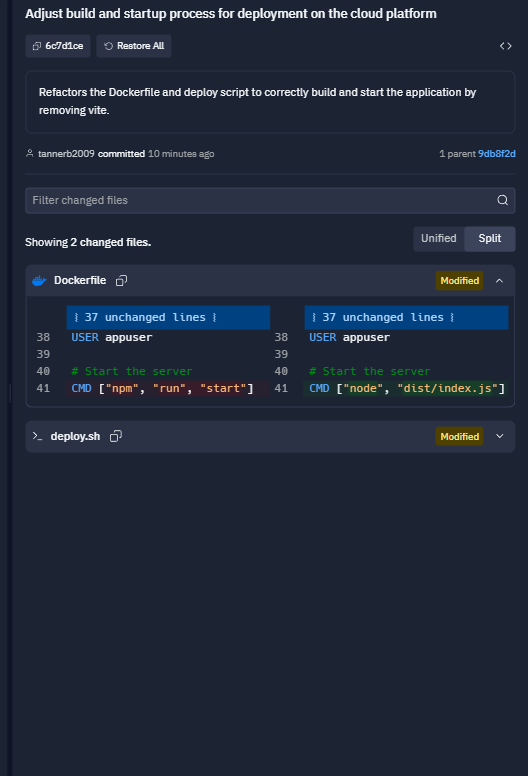 Adjust build and startup process for deployment on the cloud platform
6c7d1ce Restore All
Refactors the Dockerfile and deploy script to correctly build and start the application by
removing vite.
tannerb2009 committed 10 minutes ago 1 parent 9db8f2d
Filter changed files
Showing 2 changed files. Unified Split
Dockerfile Modified
37 unchanged lines 37 unchanged lines
38 USER appuser 38 USER appuser
39 39
40 # Start the server 40 # Start the server
41 CMD ["npm", "run", "start"] 41 CMD ["node", "dist/index.js"]
deploy.sh Modified